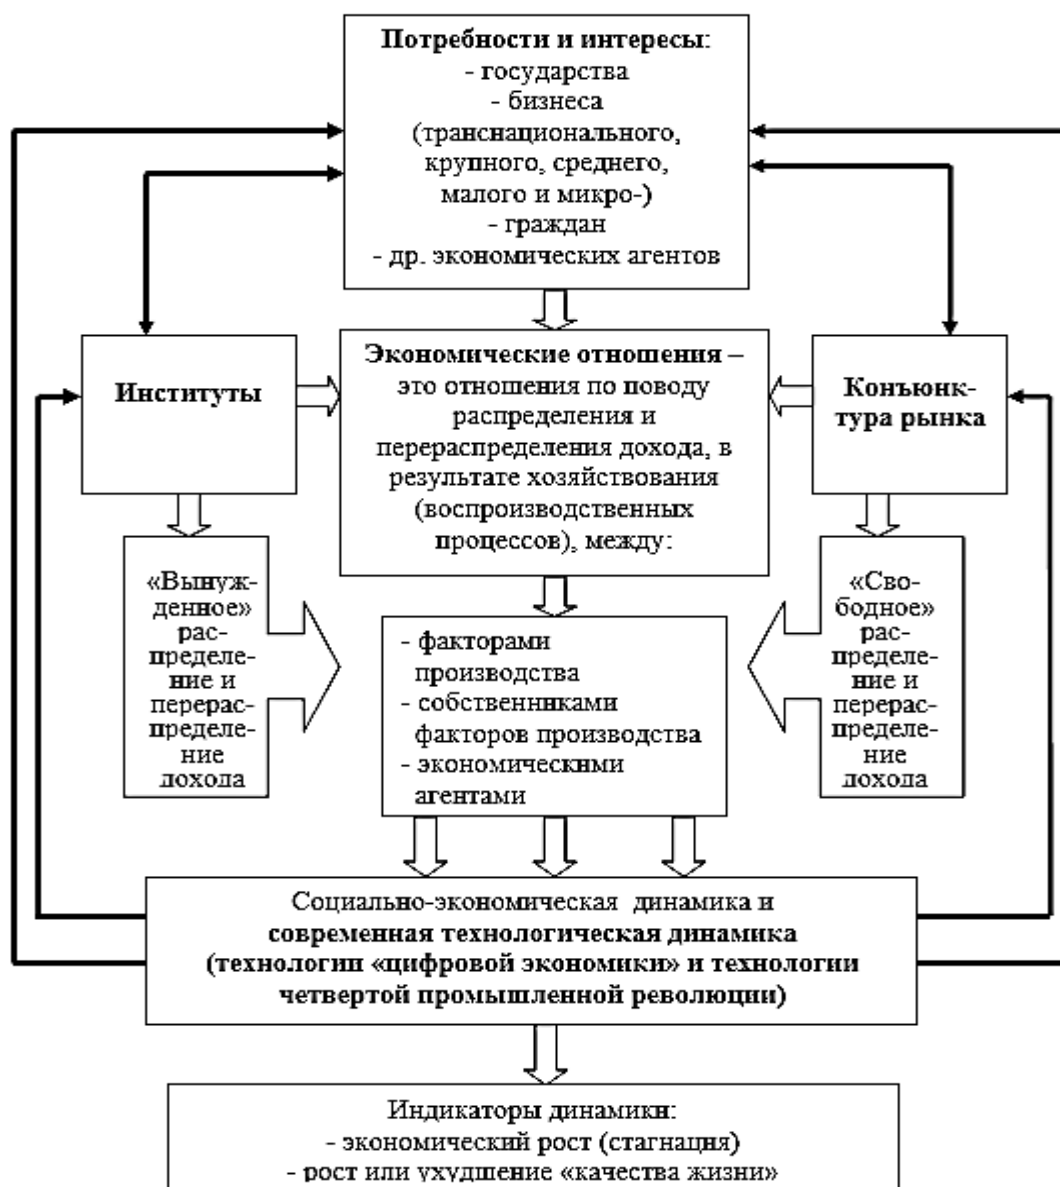 Потребности и интересы:
- государства
- бизнеса
(транснационального,
крупного, среднего,
малого и микро-)
- граждан
- др. экономических агентов
Институты
Экономические отношения –
это отношения по поводу
распределения и
перераспределения дохода, в
результате хозяйствования
(воспроизводственных
процессов), между:
Конъюнк-
тура рынка
«Вынуж-
денное»
рас-
пределе-
ние и
перерас-
пределе-
ние
дохода
- факторами
производства
- собственниками
факторов производства
- экономическими
агентами
«Сво-
бодное»
рас-
пределе-
ние и
перерас-
пределе-
ние
дохода
Социально-экономическая динамика и
современная технологическая динамика
(технологии «цифровой экономики» и технологии
четвертой промышленной революции)
Индикаторы динамики:
- экономический рост (стагнация)
- рост или ухудшение «качества жизни»